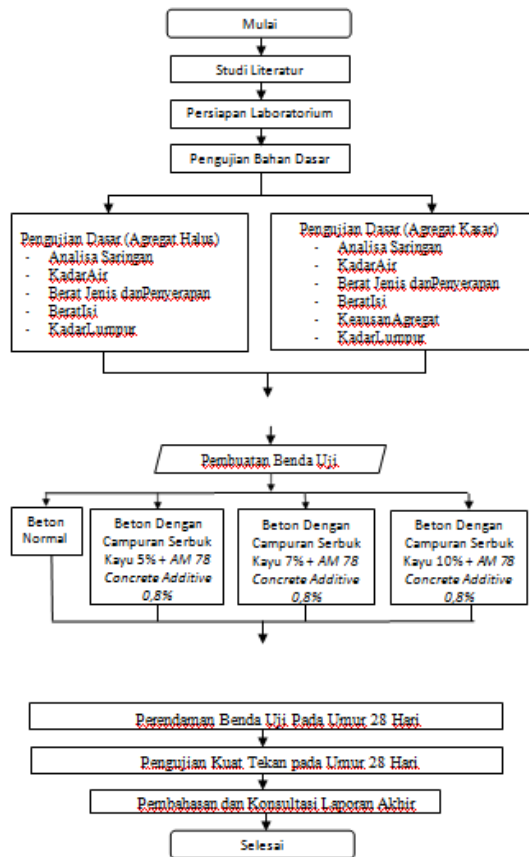 Mulai
Studi Literatur
Persiapan Laboratorium
Pengujian Bahan Dasar
Pengujian Dasar (Agregat Halus)
- Analisa Saringan
- KadarAir
- Berat Jenis danPenyerapan
- BeratIsi
- KadarLumpur
Pengujian Dasar (Agregat Kasar)
- Analisa Saringan
- KadarAir
- Berat Jenis danPenyerapan
- BeratIsi
- KeausanAgregat
- KadarLumpur
Pembuatan Benda Uji
Beton
Normal
Beton Dengan
Campuran Serbuk
Kayu 5% + AM 78
Concrete Additive
0,8%
Beton Dengan
Campuran Serbuk
Kayu 7% + AM 78
Concrete Additive
0,8%
Beton Dengan
Campuran Serbuk
Kayu 10% + AM 78
Concrete Additive
0,8%
Perendaman Benda Uji Pada Umur 28 Hari
Pengujian Kuat Tekan pada Umur 28 Hari
Pembahasan dan Konsultasi Laporan Akhir
Selesai